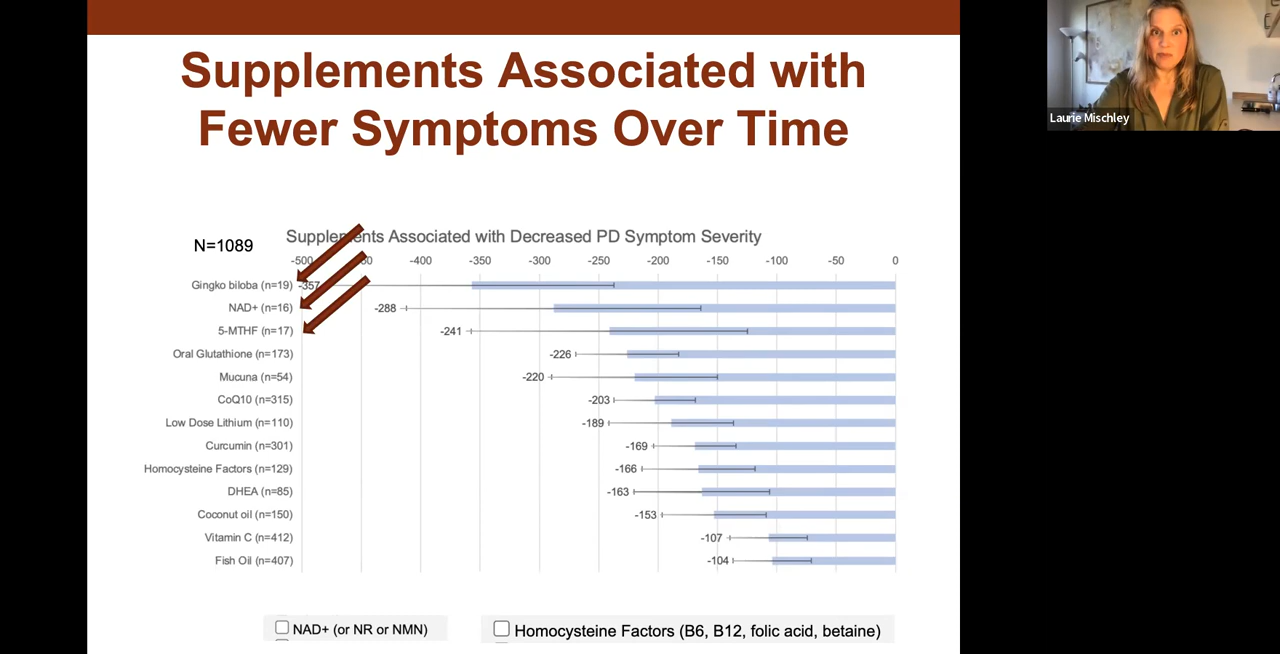 Supplements Associated with
Fewer Symptoms Over Time
Laurie Mischley
N=1089
Supplements Associated with Decreased PD Symptom Severity
-500 -400 -350 -300 -250 -200 -150 -100 -50 0
Gingko biloba (n=19) -357
NAD+ (n=16) -288
5-MTHF (n=17) -241
Oral Glutathione (n=173) -226
Mucuna (n=54) -220
CoQ10 (n=315) -203
Low Dose Lithium (n=110) -189
Curcumin (n=301) -169
Homocysteine Factors (n=129) -166
DHEA (n=85) -163
Coconut oil (n=150) -153
Vitamin C (n=412) -107
Fish Oil (n=407) -104
NAD+ (or NR or NMN)
Homocysteine Factors (B6, B12, folic acid, betaine)